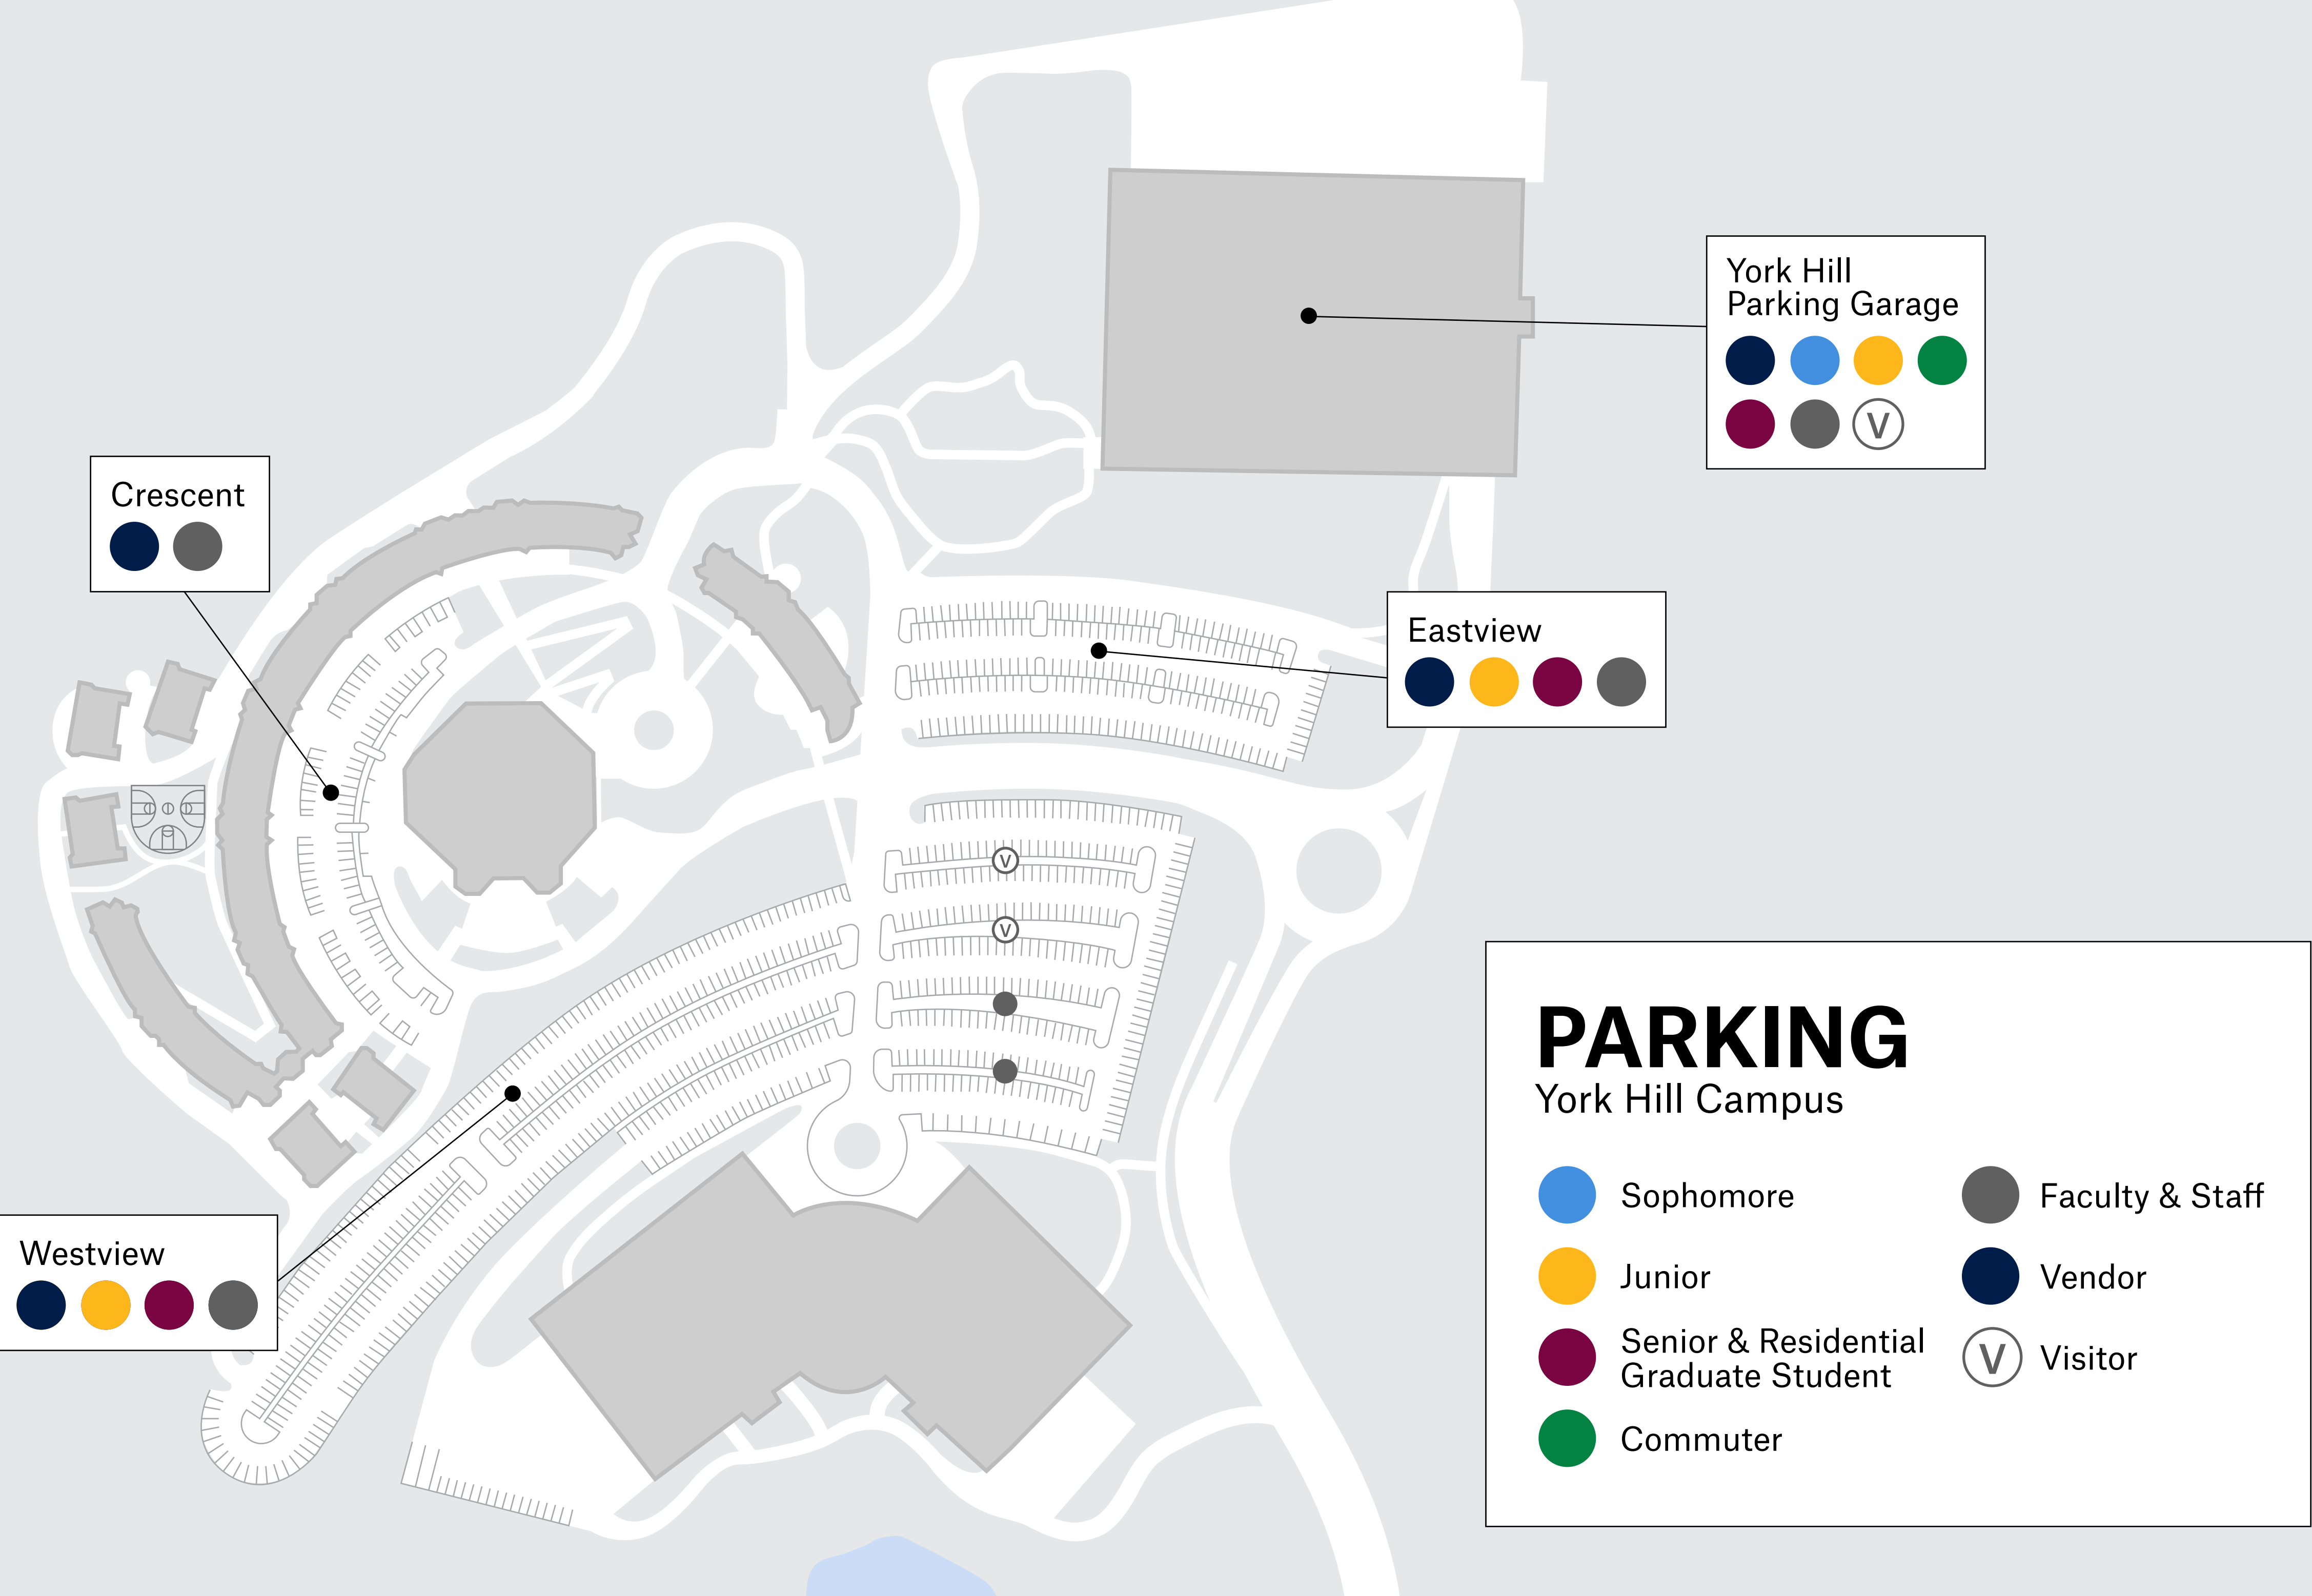 York Hill
Parking Garage
V
Crescent
Eastview
V
V
Westview
PARKING
York Hill Campus
Sophomore
Junior
Senior & Residential
Graduate Student
Commuter
Faculty & Staff
Vendor
V Visitor